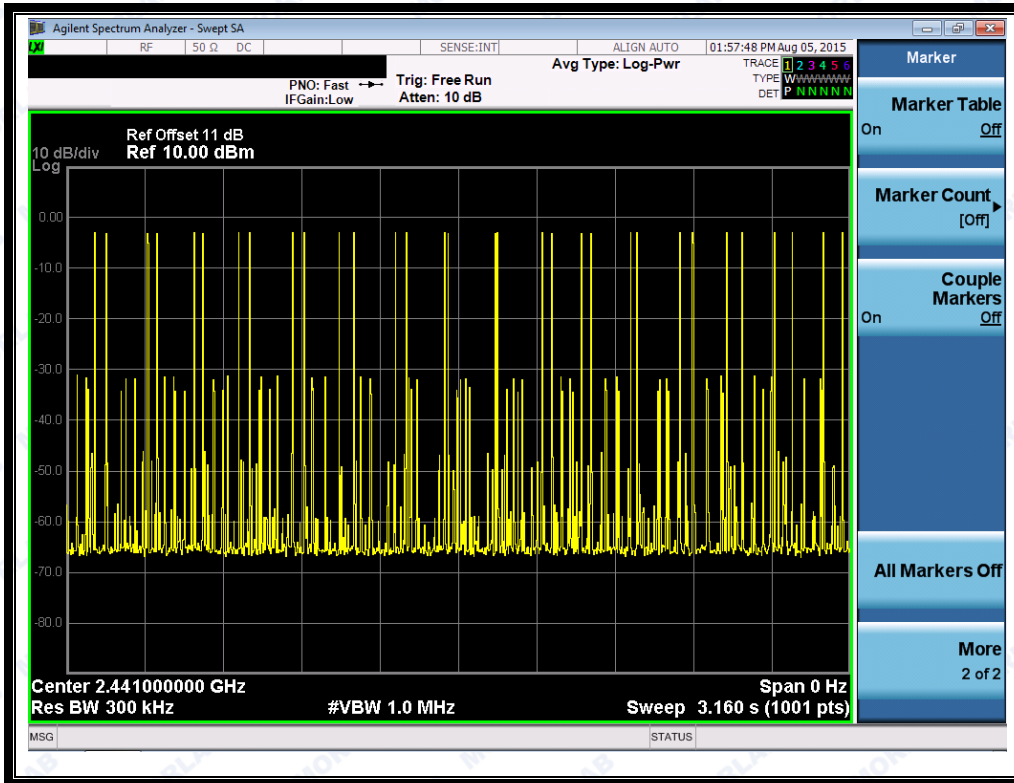 Agilent Spectrum Analyzer - Swept SA
LXI RF 50 Ω DC SENSE:INT ALIGN AUTO 01:57:48 PM Aug 05, 2015
Marker
Avg Type: Log-Pwr
TRACE 1 2 3 4 5 6
TYPE W
DET P N N N N N
PNO: Fast
IFGain:Low
Trig: Free Run
Atten: 10 dB
Marker Table
On Off
Ref Offset 11 dB
10 dB/div Ref 10.00 dBm
Log
0.00
-10.0
-20.0
-30.0
-40.0
-50.0
-60.0
-70.0
-80.0
Marker Count
[Off]
Couple
Markers
On Off
All Markers Off
More
2 of 2
Center 2.441000000 GHz Span 0 Hz
Res BW 300 kHz #VBW 1.0 MHz Sweep 3.160 s (1001 pts)
MSG STATUS